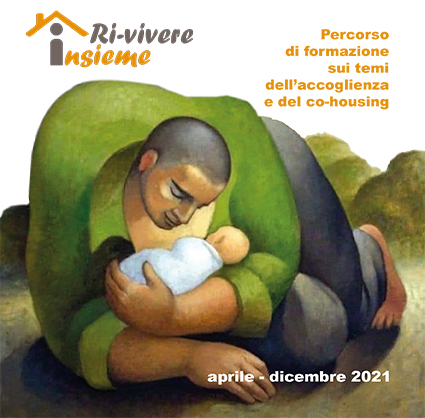 Ri-vivere
insieme
Percorso
di formazione
sui temi
dell'accoglienza
e del co-housing
aprile - dicembre 2021